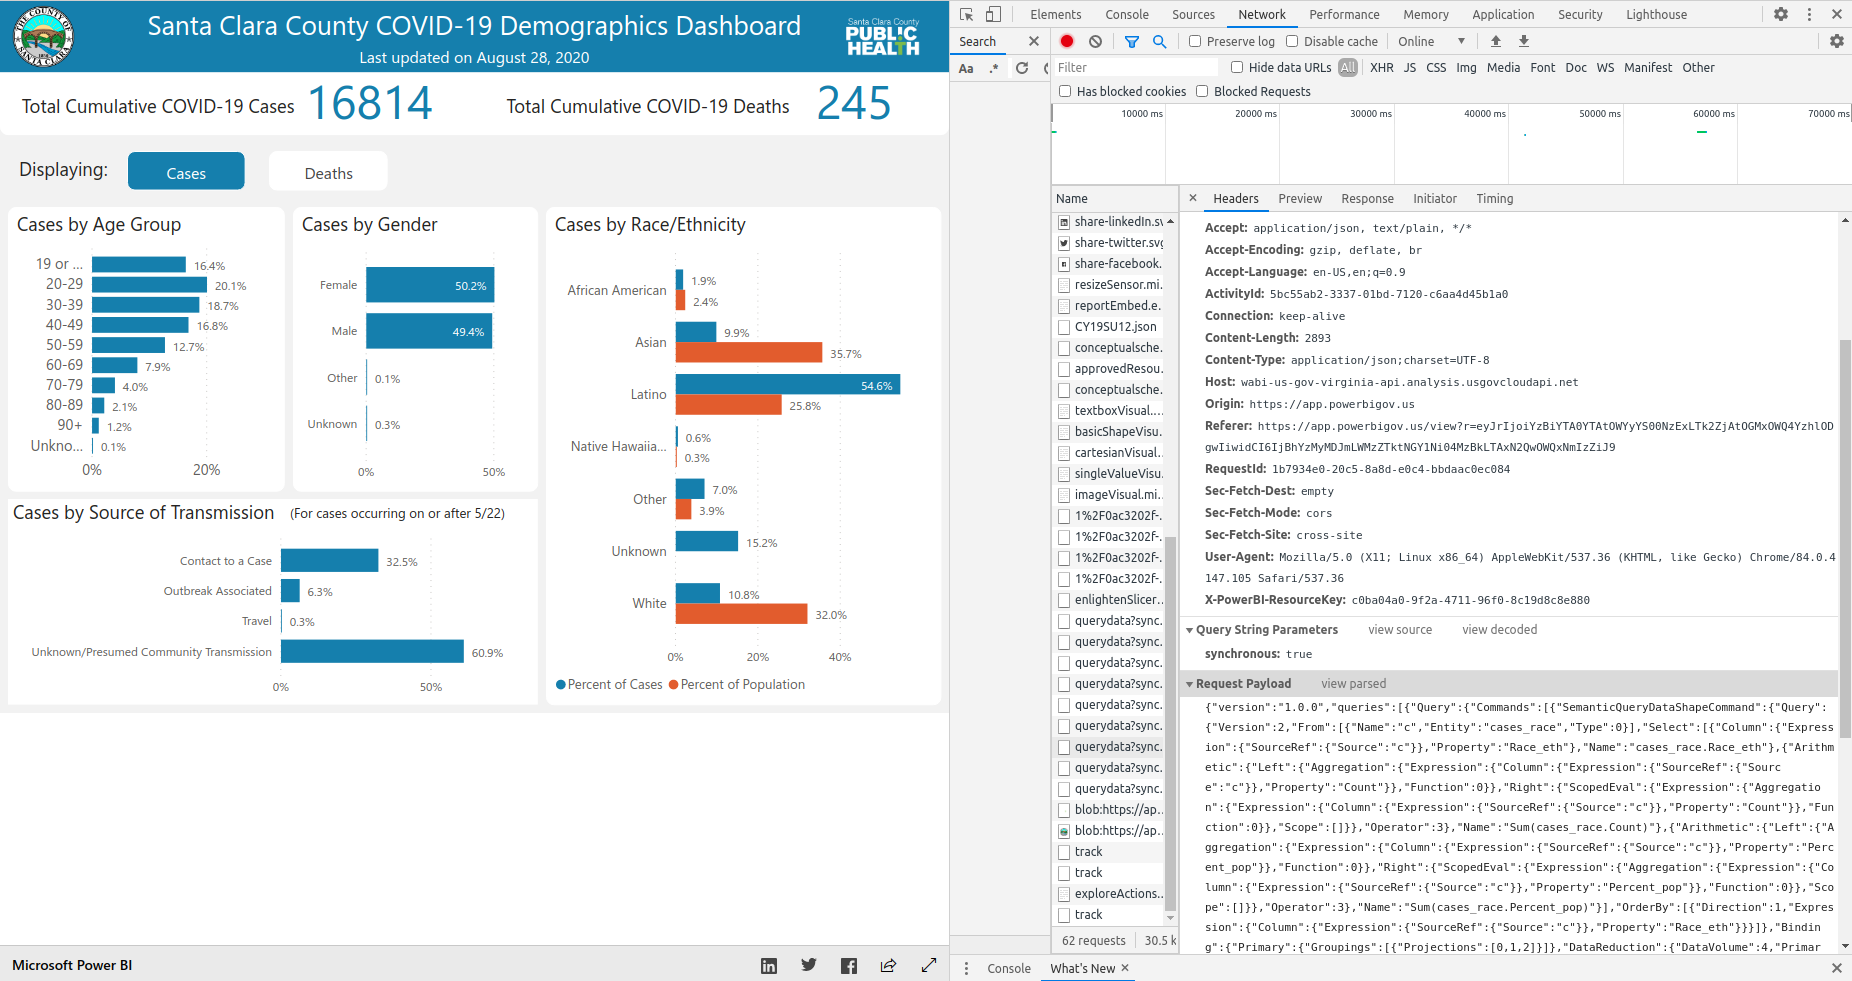 Santa Clara County COVID-19 Demographics Dashboard
Last updated on August 28, 2020
THE COUNTY OF
SANTA CLARA
Santa Clara County
PUBLIC
HEALTH
Total Cumulative COVID-19 Cases 16814
Total Cumulative COVID-19 Deaths 245
Displaying: Cases Deaths
Cases by Age Group
19 or ... 16.4%
20-29 20.1%
30-39 18.7%
40-49 16.8%
50-59 12.7%
60-69 7.9%
70-79 4.0%
80-89 2.1%
90+ 1.2%
Unkno... 0.1%
0% 20%
Cases by Gender
Female 50.2%
Male 49.4%
Other 0.1%
Unknown 0.3%
0% 50%
Cases by Race/Ethnicity
African American 1.9%
2.4%
Asian 9.9%
35.7%
Latino 54.6%
25.8%
Native Hawaiia... 0.6%
0.3%
Other 7.0%
3.9%
Unknown 15.2%
White 10.8%
32.0%
0% 20% 40%
Percent of Cases Percent of Population
Cases by Source of Transmission (For cases occurring on or after 5/22)
Contact to a Case 32.5%
Outbreak Associated 6.3%
Travel 0.3%
Unknown/Presumed Community Transmission 60.9%
0% 50%
Microsoft Power BI
Elements Console Sources Network Performance Memory Application Security Lighthouse
Search
Aa .*
Preserve log Disable cache Online
Filter
Hide data URLs All XHR JS CSS Img Media Font Doc WS Manifest Other
Has blocked cookies Blocked Requests
10000 ms 20000 ms 30000 ms 40000 ms 50000 ms 60000 ms 70000 ms
Name
share-linkedIn.sv
share-twitter.svg
share-facebook.
resizeSensor.mi..
reportEmbed.e..
CY19SU12.json
conceptualsche..
approvedResou..
conceptualsche..
textboxVisual....
basicShapeVisu..
cartesianVisual..
singleValueVisu..
imageVisual.mi..
1%2F0ac3202f-..
1%2F0ac3202f-..
1%2F0ac3202f-..
1%2F0ac3202f-..
enlightenSlicer..
querydata?sync.
querydata?sync.
querydata?sync.
querydata?sync.
querydata?sync.
querydata?sync.
querydata?sync.
querydata?sync.
querydata?sync.
blob:https://ap..
blob:https://ap..
track
track
exploreActions...
track
62 requests 30.5 k
Headers Preview Response Initiator Timing
Accept: application/json, text/plain, */*
Accept-Encoding: gzip, deflate, br
Accept-Language: en-US,en;q=0.9
ActivityId: 5bc55ab2-3337-01bd-7120-c6aa4d45b1a0
Connection: keep-alive
Content-Length: 2893
Content-Type: application/json;charset=UTF-8
Host: wabi-us-gov-virginia-api.analysis.usgovcloudapi.net
Origin: https://app.powerbigov.us
Referer: https://app.powerbigov.us/view?r=eyJrIjoiYzBiYTA0YTAtOWYyYS00NzExLTk2ZjAtOGMxOWQ4YzhlOD
gwIiwidCI6IjBhYzMyMDJmLWMzZTktNGY1Ni04MzBkLTAxN2QwOWQxNmIzZiJ9
RequestId: 1b7934e0-20c5-8a8d-e0c4-bbdaac0ec084
Sec-Fetch-Dest: empty
Sec-Fetch-Mode: cors
Sec-Fetch-Site: cross-site
User-Agent: Mozilla/5.0 (X11; Linux x86_64) AppleWebKit/537.36 (KHTML, like Gecko) Chrome/84.0.4
147.105 Safari/537.36
X-PowerBI-ResourceKey: c0ba04a0-9f2a-4711-96f0-8c19d8c8e880
Query String Parameters view source view decoded
synchronous: true
Request Payload view parsed
{"version":"1.0.0","queries":[{"Query":{"Commands":[{"SemanticQueryDataShapeCommand":{"Query":
{"Version":2,"From":[{"Name":"c","Entity":"cases_race","Type":0}],"Select":[{"Column":{"Express
sion":{"SourceRef":{"Source":"c"}},"Property":"Race_eth"},"Name":"cases_race.Race_eth"},{"Arithm
etic":{"Left":{"Aggregation":{"Expression":{"Column":{"Expression":{"SourceRef":{"Sourc
e":"c"}},"Property":"Count"}},"Function":0}},"Right":{"ScopedEval":{"Expression":{"Aggregatio
n":{"Expression":{"Column":{"Expression":{"SourceRef":{"Source":"c"}},"Property":"Count"}},"Fun
ction":0}},"Scope":[]}},"Operator":3},"Name":"Sum(cases_race.Count)"},{"Arithmetic":{"Left":{"A
ggregation":{"Expression":{"Column":{"Expression":{"SourceRef":{"Source":"c"}},"Property":"Perc
ent_pop"}},"Function":0}},"Right":{"ScopedEval":{"Expression":{"Aggregation":{"Expression":{"Co
lumn":{"Expression":{"SourceRef":{"Source":"c"}},"Property":"Percent_pop"}},"Function":0}},"Sco
pe":[]}},"Operator":3},"Name":"Sum(cases_race.Percent_pop)"}],"OrderBy":[{"Direction":1,"Expres
sion":{"Column":{"Expression":{"SourceRef":{"Source":"c"}},"Property":"Race_eth"}}}]},"Bindin
g":{"Primary":{"Groupings":[{"Projections":[0,1,2]}]},"DataReduction":{"DataVolume":4,"Primar
Console What's New